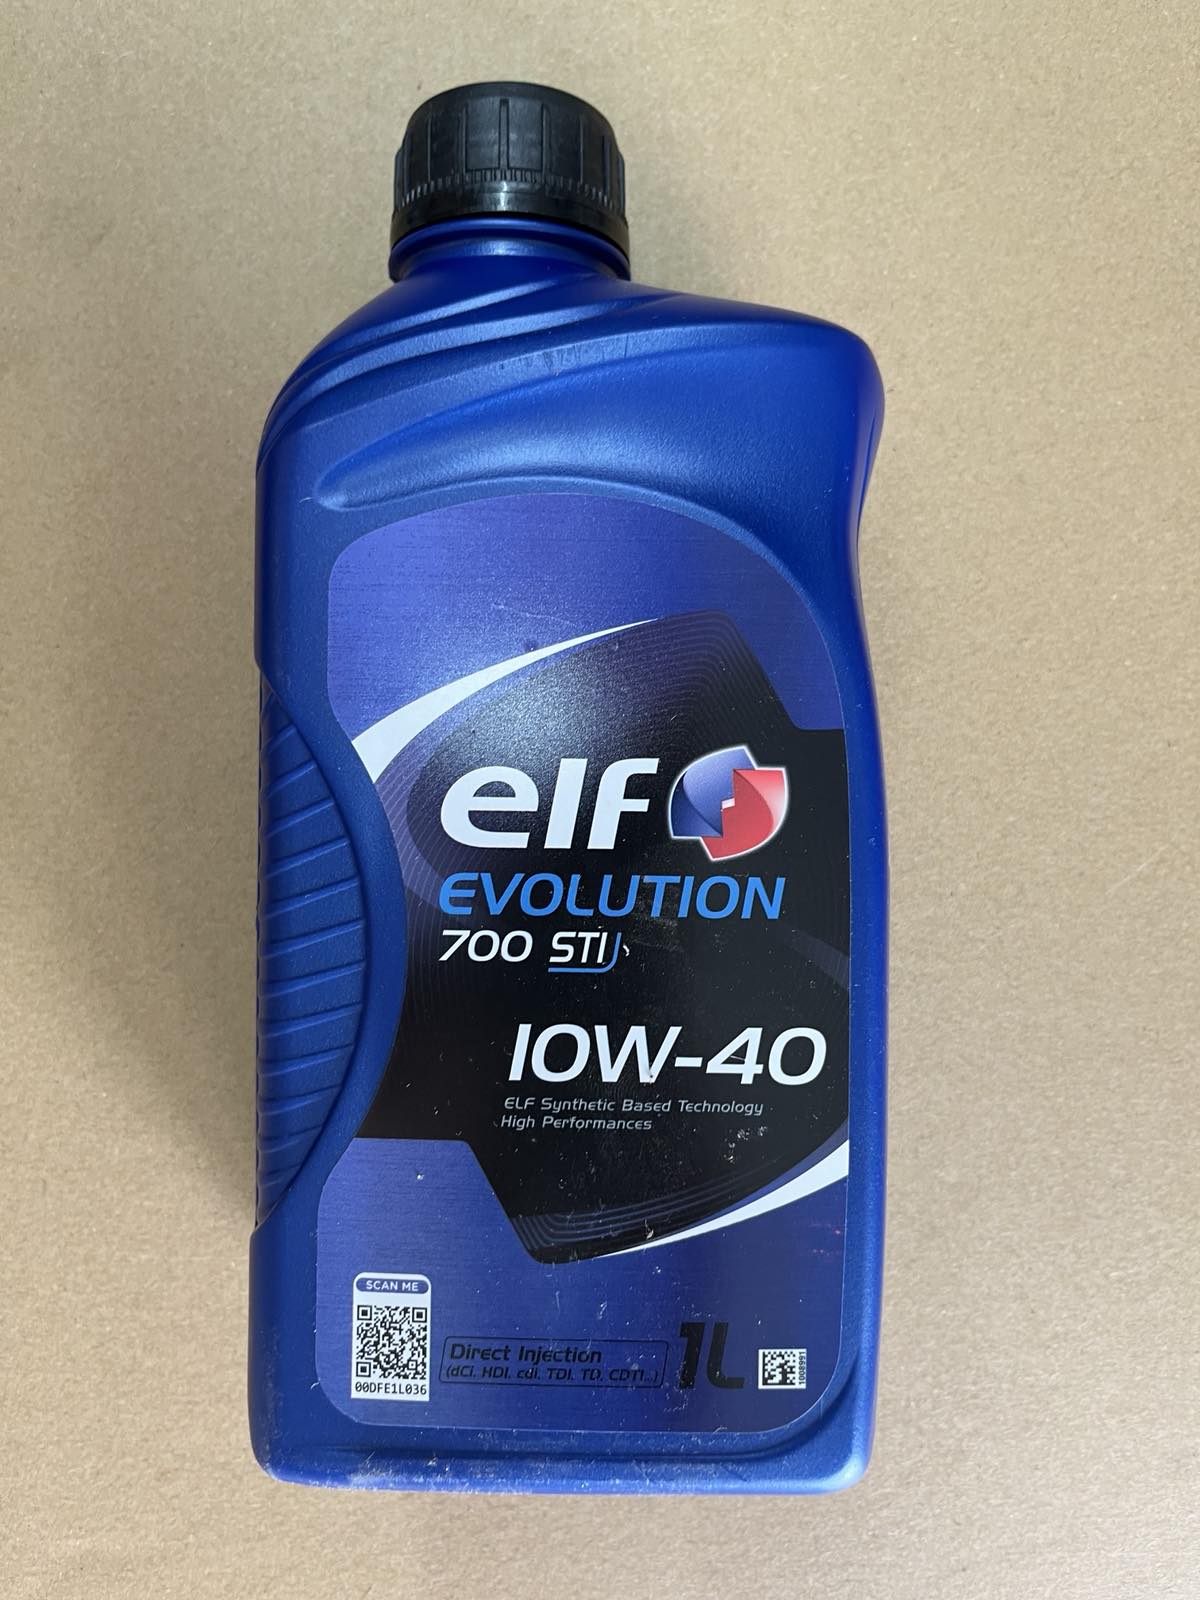 elf
EVOLUTION
700 STI
10W-40
ELF Synthetic Based Technology
High Performances
SCAN ME
00DFE1L036
Direct Injection
(dCi, HDI, cdi, TDI, TD, CDTI..)
1L
1008991